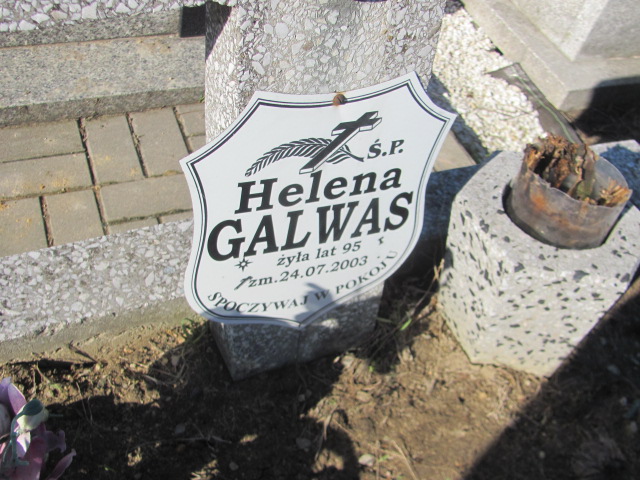 Ś.P.
Helena
GALWAS
żyła lat 95
zm.24.07.2003
SPOCZYWAJ W POKOJU